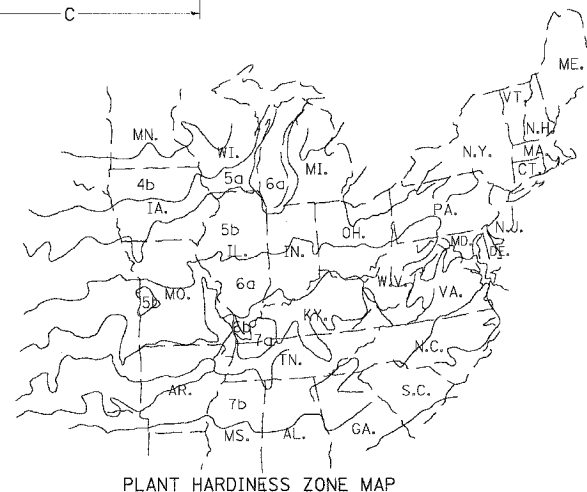 C
ME.
VT.
MN.
N.H.
WI.
N.Y.
MA.
MI.
CT.
5a
4b
6a
IA.
PA.
5b
OH.
N.J.
IL.
IN.
MD.
DE.
W.V.
6a
MO.
VA.
5b
KY.
6b
7a
N.C.
TN.
AR.
S.C.
7b
MS.
AL.
GA.
PLANT HARDINESS ZONE MAP